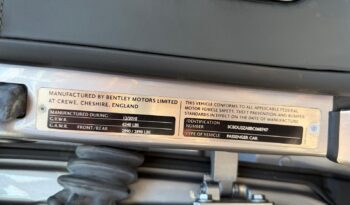 MANUFACTURED BY BENTLEY MOTORS LIMITED
AT CREWE, CHESHIRE, ENGLAND
MANUFACTURED DURING:
G.V.W.R.
G.A.W.R. FRONT/REAR
THIS VEHICLE CONFORMS TO ALL APPLICABLE FEDERAL
MOTOR VEHICLE SAFETY, THEFT PREVENTION AND BUMPER
STANDARDS IN EFFECT ON THE DATE OF MANUFACTURE
IDENTIFICATION
NUMBER
TYPE OF VEHICLE PASSENGER CAR